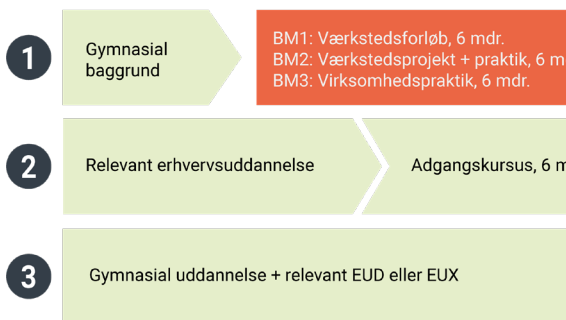 1
Gymnasial
baggrund
BM1: Værkstedsforløb, 6 mdr.
BM2: Værkstedsprojekt + praktik, 6
BM3: Virksomhedspraktik, 6 mdr.
2
Relevant erhvervsuddannelse
Adgangskursus, 6
3
Gymnasial uddannelse + relevant EUD eller EUX